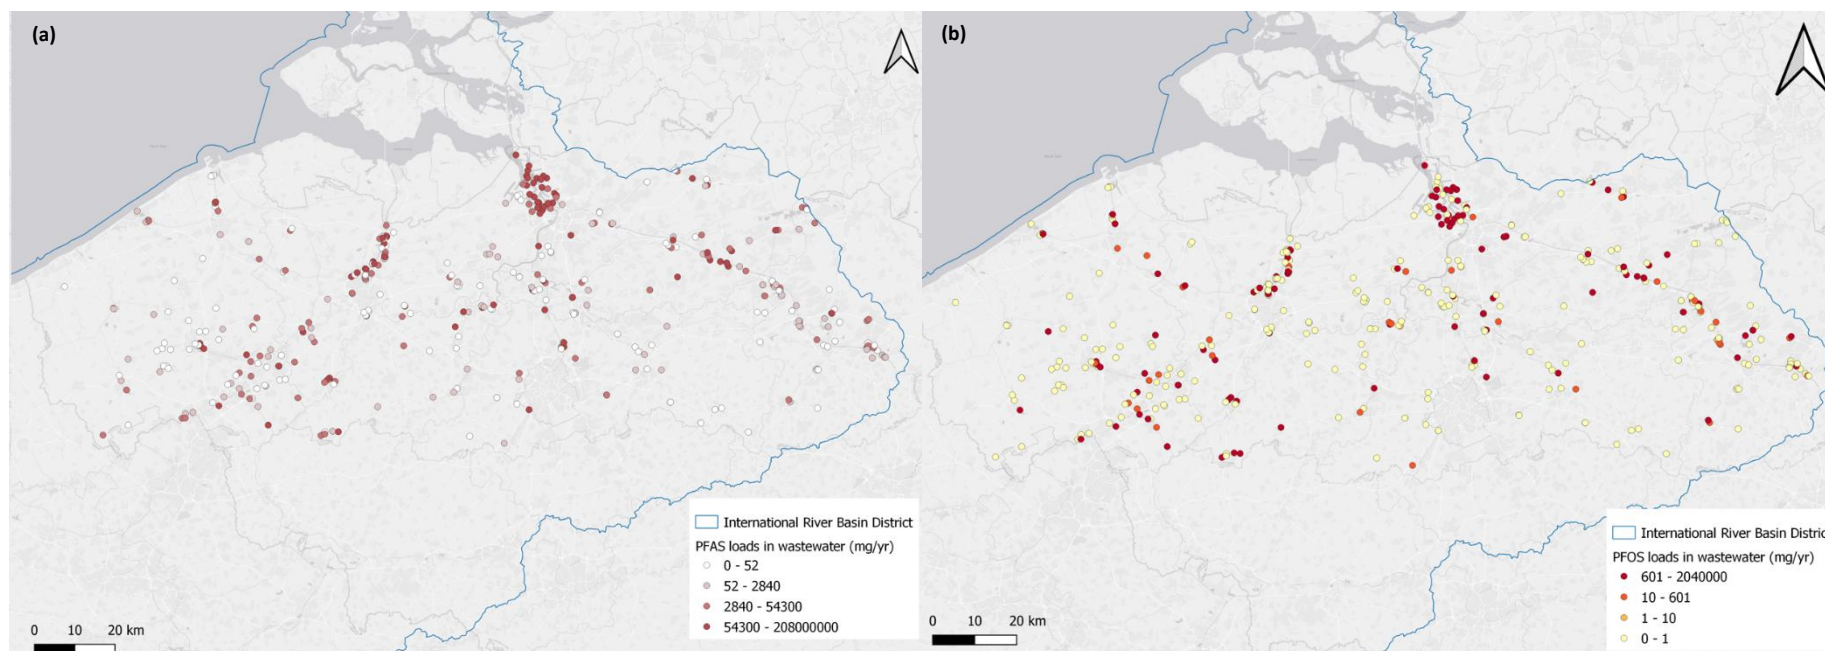 (a)
International River Basin District
PFAS loads in wastewater (mg/yr)
0 - 52
52 - 2840
2840 - 54300
54300 - 208000000
0 10 20 km
(b)
International River Basin Distric
PFOS loads in wastewater (mg/yr)
601 - 2040000
10 - 601
1 - 10
0 - 1
0 10 20 km